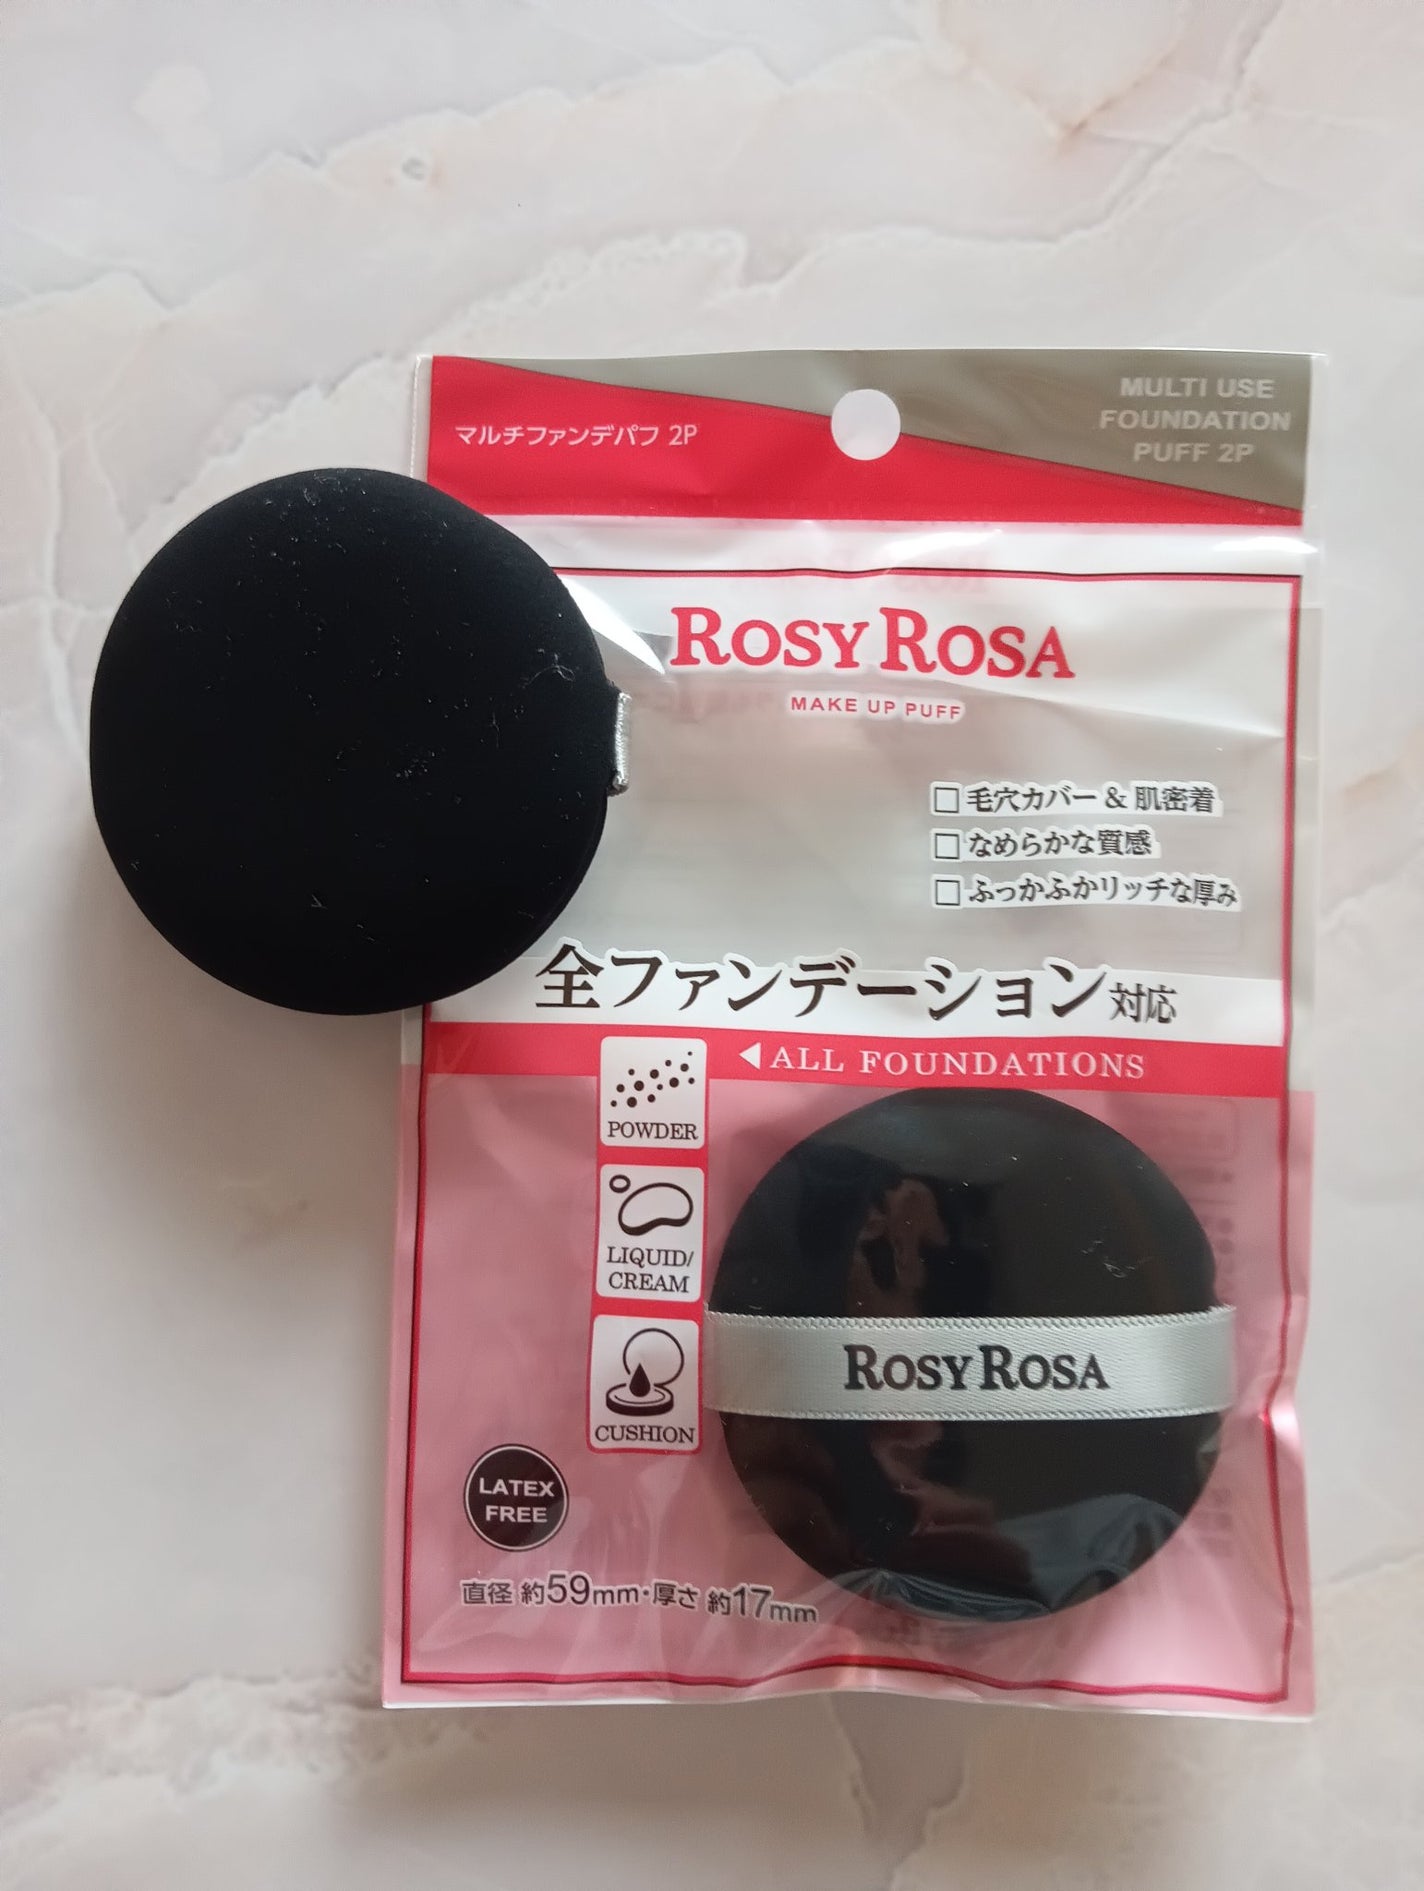 マルチファンデパフ 2P
MULTI USE
FOUNDATION
PUFF 2P
ROSY ROSA
MAKE UP PUFF
□毛穴カバー & 肌密着
□なめらかな質感
□ふっかふかリッチな厚み
全ファンデーション対応
◀ALL FOUNDATIONS
POWDER
LIQUID/
CREAM
CUSHION
ROSY ROSA
LATEX
FREE
直径 約59mm・厚さ 約17mm